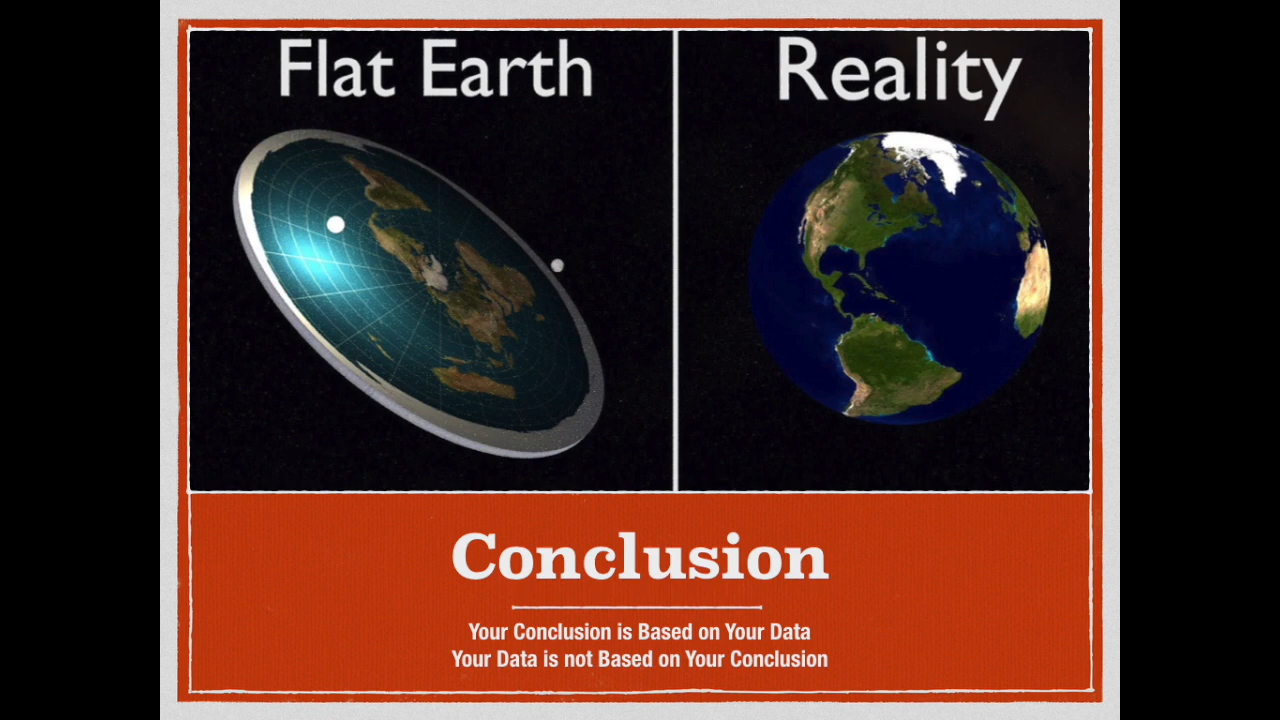 Flat Earth
Reality
Conclusion
Your Conclusion is Based on Your Data
Your Data is not Based on Your Conclusion